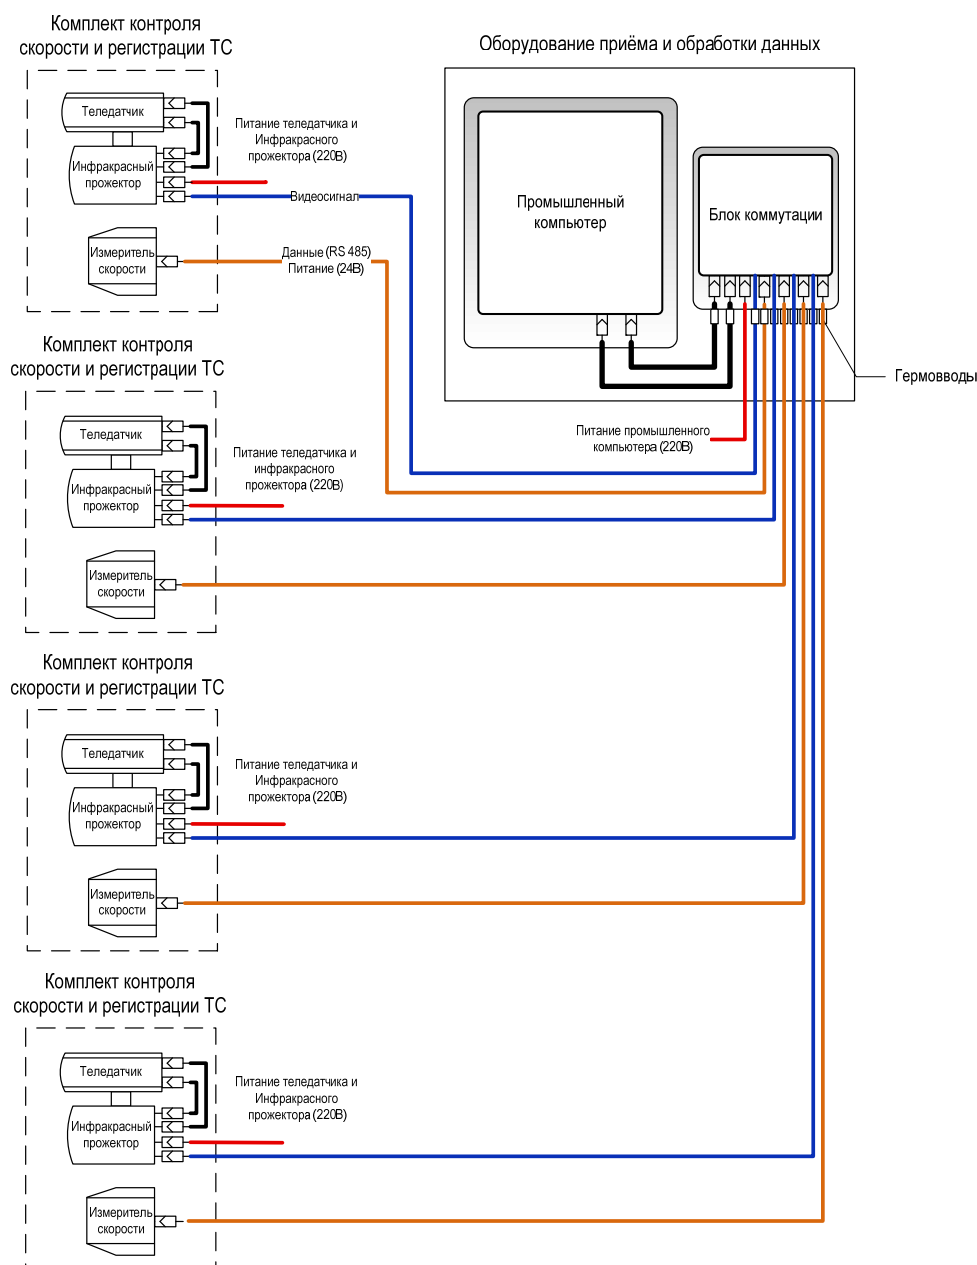 Комплект контроля
скорости и регистрации ТС
Теледатчик
Инфракрасный
прожектор
Питание теледатчика и
Инфракрасного
прожектора (220В)
Видеосигнал
Измеритель
скорости
Данные (RS 485)
Питание (24В)
Оборудование приёма и обработки данных
Промышленный
компьютер
Блок коммутации
Гермовводы
Питание промышленного
компьютера (220В)
Комплект контроля
скорости и регистрации ТС
Теледатчик
Инфракрасный
прожектор
Питание теледатчика и
инфракрасного
прожектора (220В)
Измеритель
скорости
Комплект контроля
скорости и регистрации ТС
Теледатчик
Инфракрасный
прожектор
Питание теледатчика и
Инфракрасного
прожектора (220В)
Измеритель
скорости
Комплект контроля
скорости и регистрации ТС
Теледатчик
Инфракрасный
прожектор
Питание теледатчика и
Инфракрасного
прожектора (220В)
Измеритель
скорости